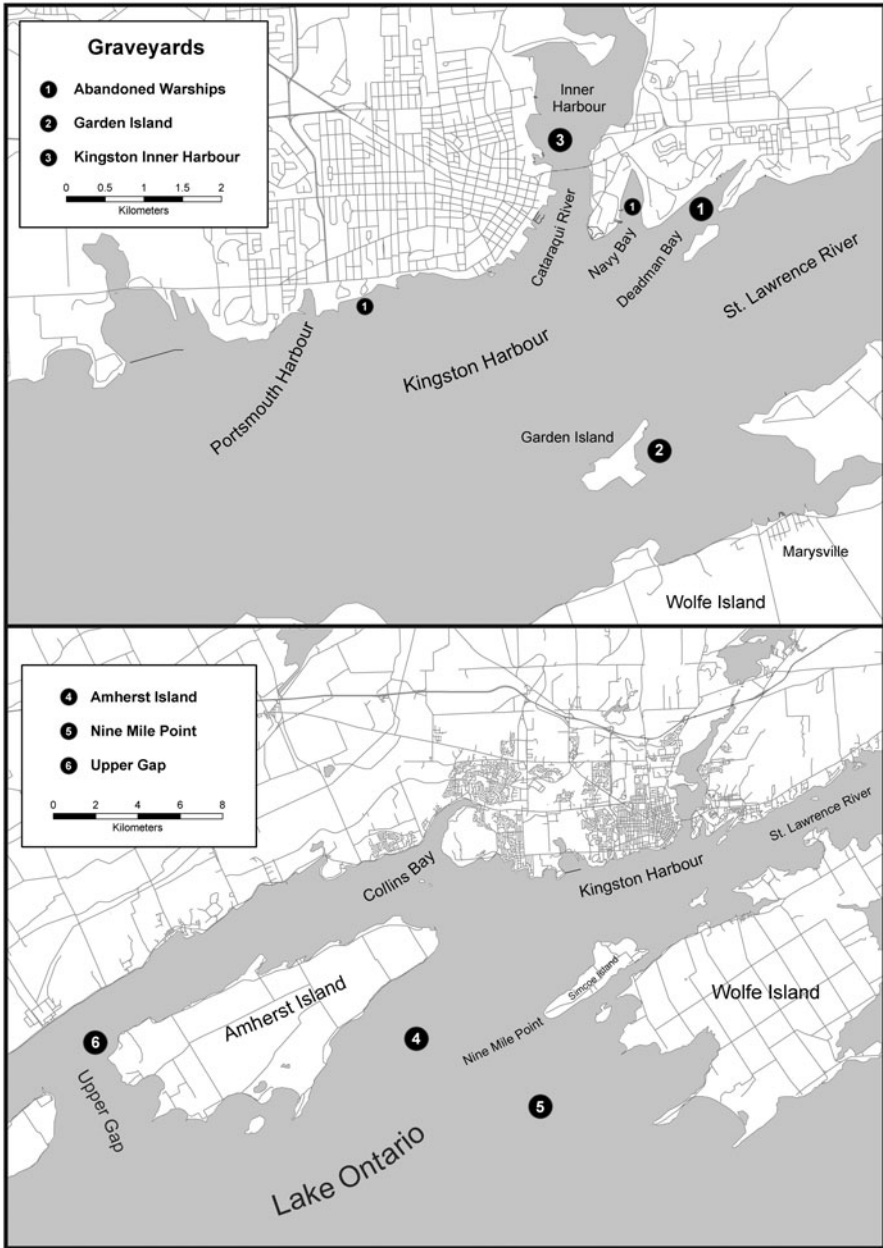 Graveyards
1 Abandoned Warships
2 Garden Island
3 Kingston Inner Harbour
0 0.5 1 1.5 2
Kilometers
Inner
Harbour
3
1
1
Cataraqui River
Navy Bay
Deadman Bay
St. Lawrence River
1
Portsmouth Harbour
Kingston Harbour
Garden Island
2
Marysville
Wolfe Island
4 Amherst Island
5 Nine Mile Point
6 Upper Gap
0 2 4 6 8
Kilometers
St. Lawrence River
Collins Bay
Kingston Harbour
Simcoe Island
Amherst Island
Wolfe Island
6
4
Nine Mile Point
Upper Gap
5
Lake Ontario